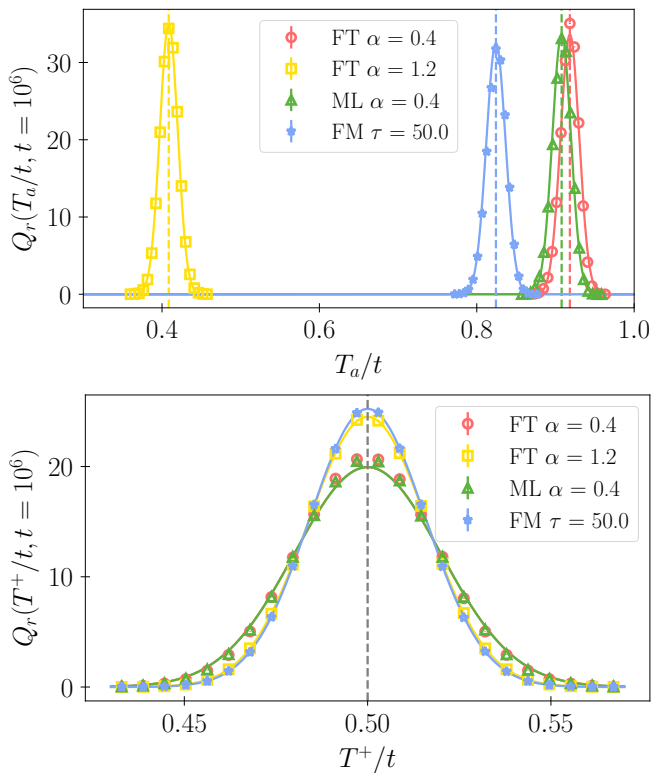 Q_r(T_a/t, t = 10^6)
30
20
10
0
FT α = 0.4
FT α = 1.2
ML α = 0.4
FM τ = 50.0
0.4
0.6
0.8
1.0
T_a/t
Q_r(T^+/t, t = 10^6)
20
10
0
FT α = 0.4
FT α = 1.2
ML α = 0.4
FM τ = 50.0
0.45
0.50
0.55
T^+/t